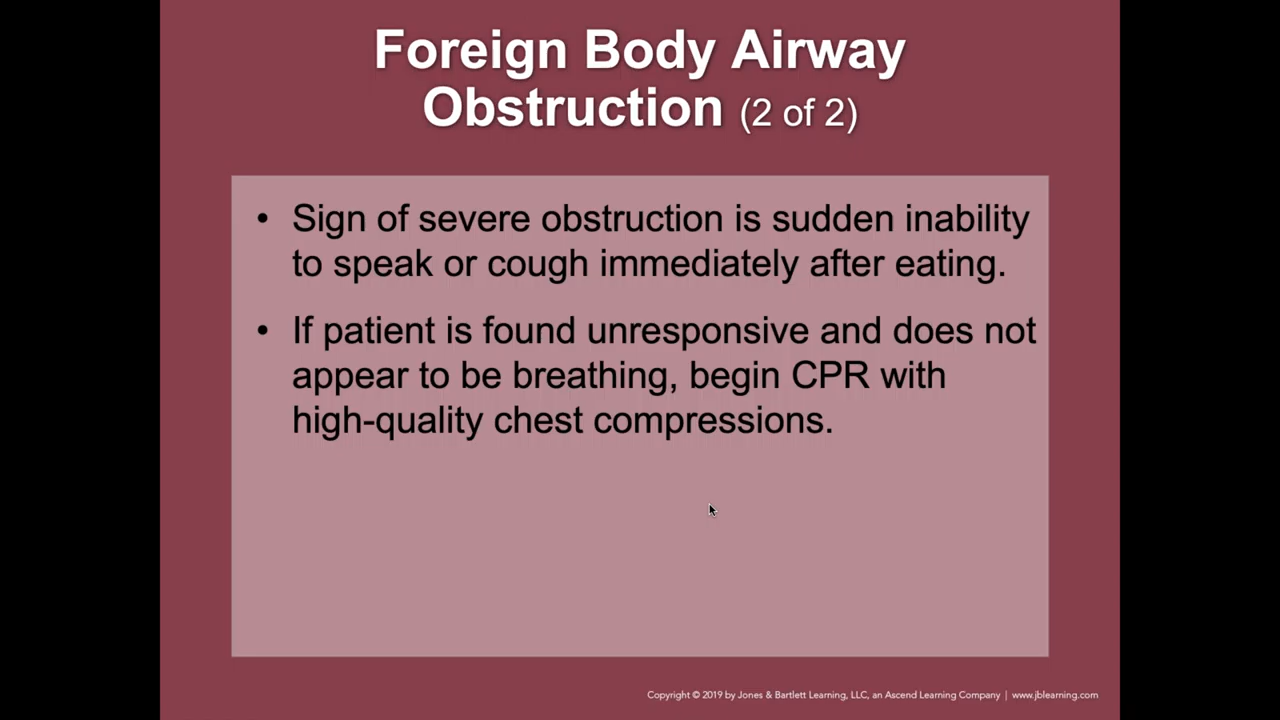 Foreign Body Airway
Obstruction (2 of 2)
• Sign of severe obstruction is sudden inability
to speak or cough immediately after eating.
• If patient is found unresponsive and does not
appear to be breathing, begin CPR with
high-quality chest compressions.
Copyright © 2019 by Jones & Bartlett Learning, LLC, an Ascend Learning Company | www.jblearning.com